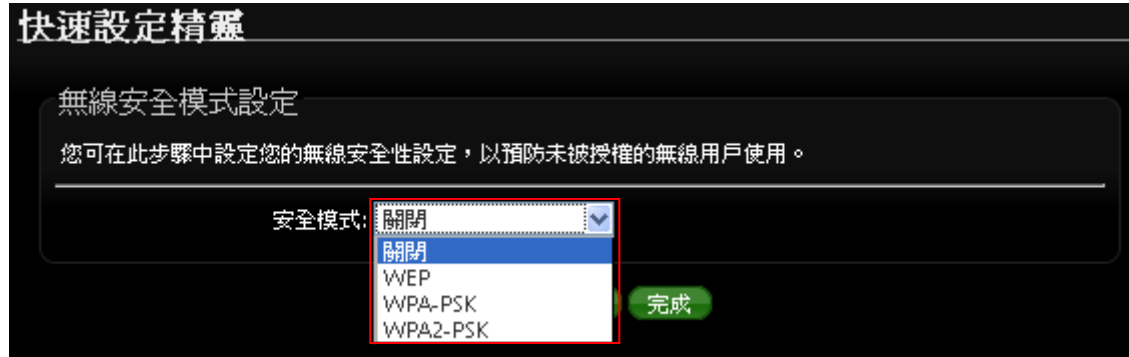 快速設定精靈
無線安全模式設定
您可在此步驟中設定您的無線安全性設定,以預防未被授權的無線用戶使用。
安全模式: 關閉
關閉
WEP
WPA-PSK
完成
WPA2-PSK